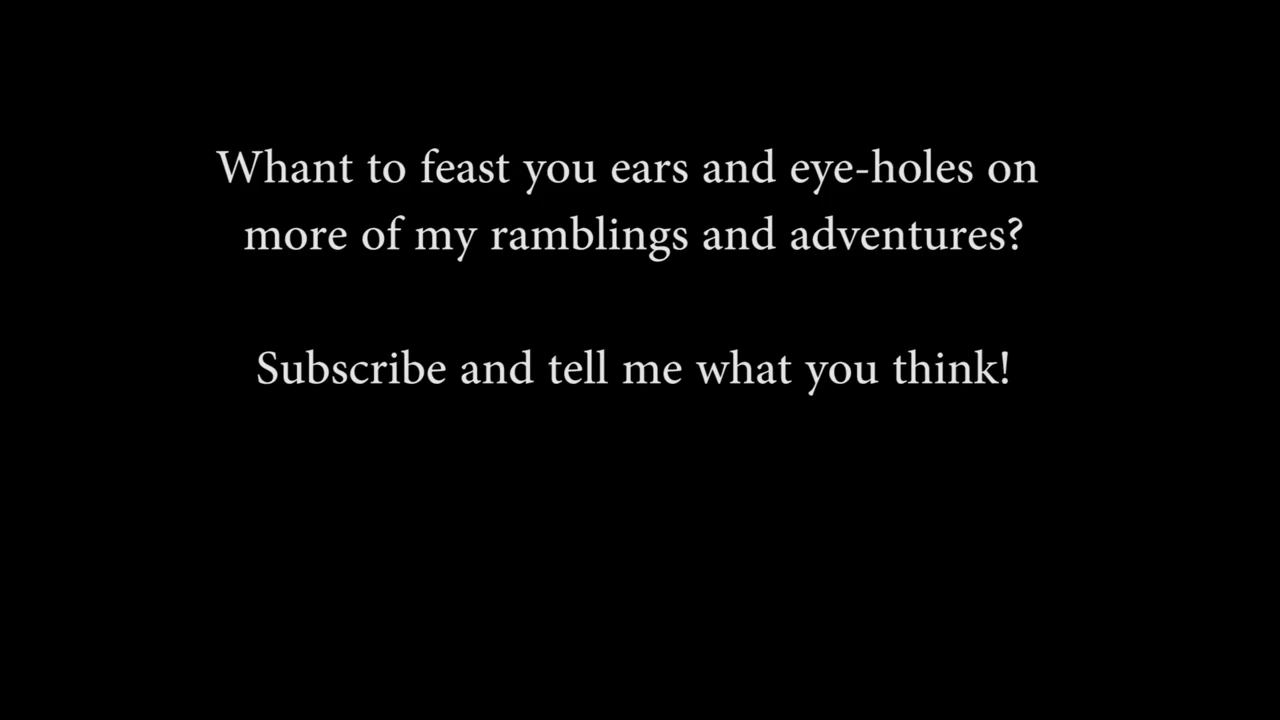 Whant to feast you ears and eye-holes on
more of my ramblings and adventures?
Subscribe and tell me what you think!